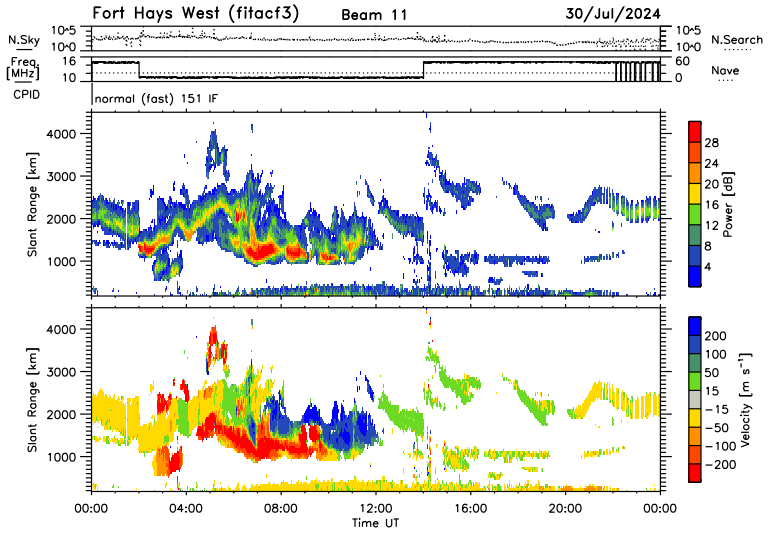 Fort Hays West (fitacf3) Beam 11 30/Jul/2024
N.Sky 10^5 10^0 10^5 10^0 N.Search
Freq. [MHz] 16 10 60 0 Nave
CPID normal (fast) 151 IF
Slant Range [km] 4000 3000 2000 1000
Power [dB] 28 24 20 16 12 8 4
Slant Range [km] 4000 3000 2000 1000
Velocity [m s⁻¹] 200 100 50 15 −15 −50 −100 −200
00:00 04:00 08:00 12:00 16:00 20:00 00:00
Time UT